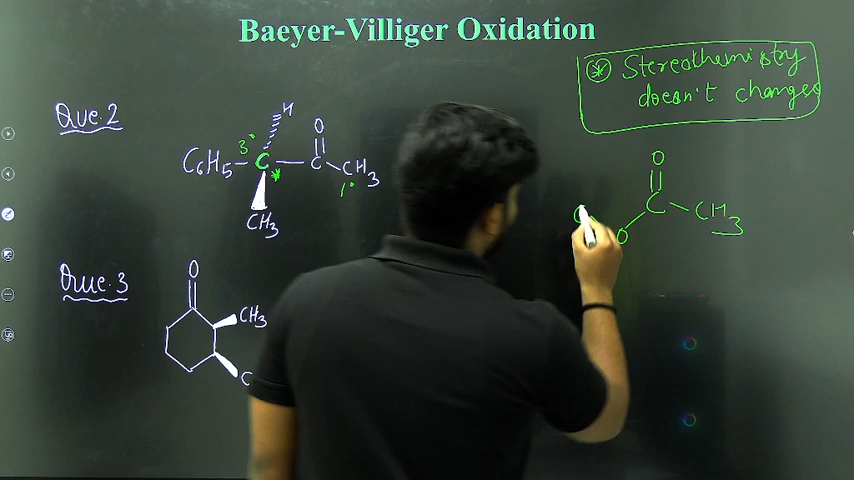 Baeyer-Villiger Oxidation
⊛ Stereochemistry
doesn't changes
Que.2
H
O
3°
C6H5 - C - C - CH3
*
1°
CH3
O
C
CH3
O
Que.3
O
CH3
C